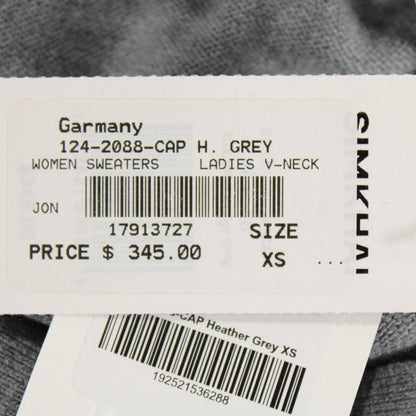 Garmany
124-2088-CAP H. GREY
WOMEN SWEATERS LADIES V-NECK
JON
17913727
SIZE
PRICE $ 345.00
XS ...
SIMKHAI
-CAP Heather Grey XS
192521536288